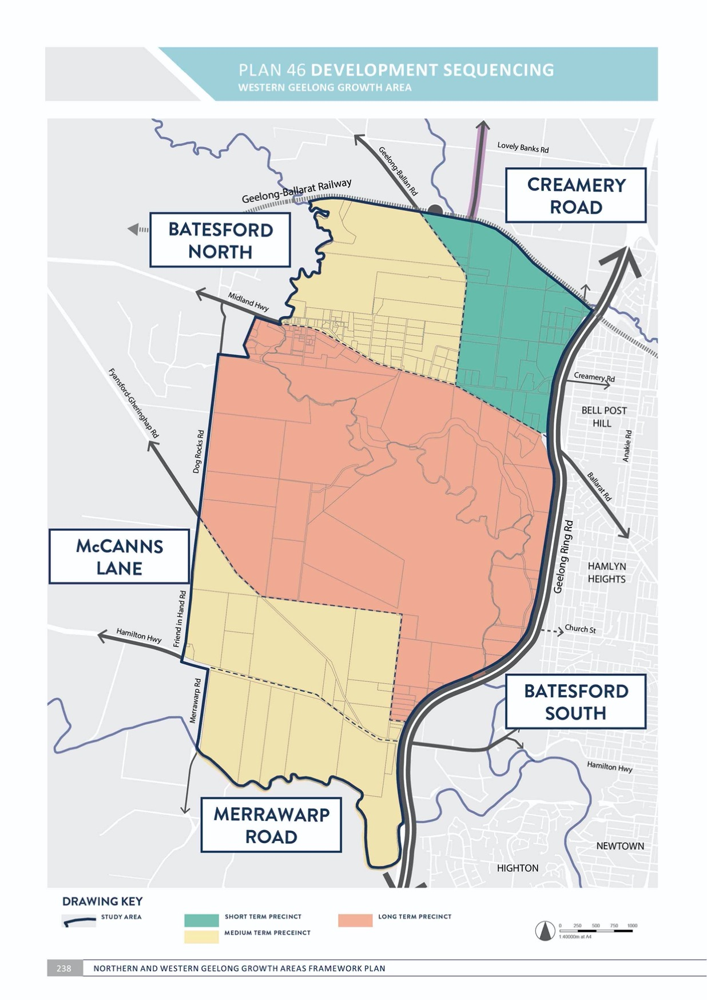 PLAN 46 DEVELOPMENT SEQUENCING
WESTERN GEELONG GROWTH AREA
Lovely Banks Rd
Geelong-Ballan Rd
Geelong-Ballarat Railway
CREAMERY
ROAD
BATESFORD
NORTH
Midland Hwy
Fyansford-Gheringhap Rd
Creamery Rd
BELL POST
HILL
Anakie Rd
Dog Rocks Rd
Ballarat Rd
McCANNS
LANE
Geelong Ring Rd
HAMLYN
HEIGHTS
Friend in Hand Rd
Hamilton Hwy
Church St
Merrawarp Rd
BATESFORD
SOUTH
Hamilton Hwy
MERRAWARP
ROAD
NEWTOWN
HIGHTON
DRAWING KEY
STUDY AREA
SHORT TERM PRECINCT
LONG TERM PRECINCT
MEDIUM TERM PRECEINCT
0 250 500 750 1000
1:40000m at A4
238 NORTHERN AND WESTERN GEELONG GROWTH AREAS FRAMEWORK PLAN